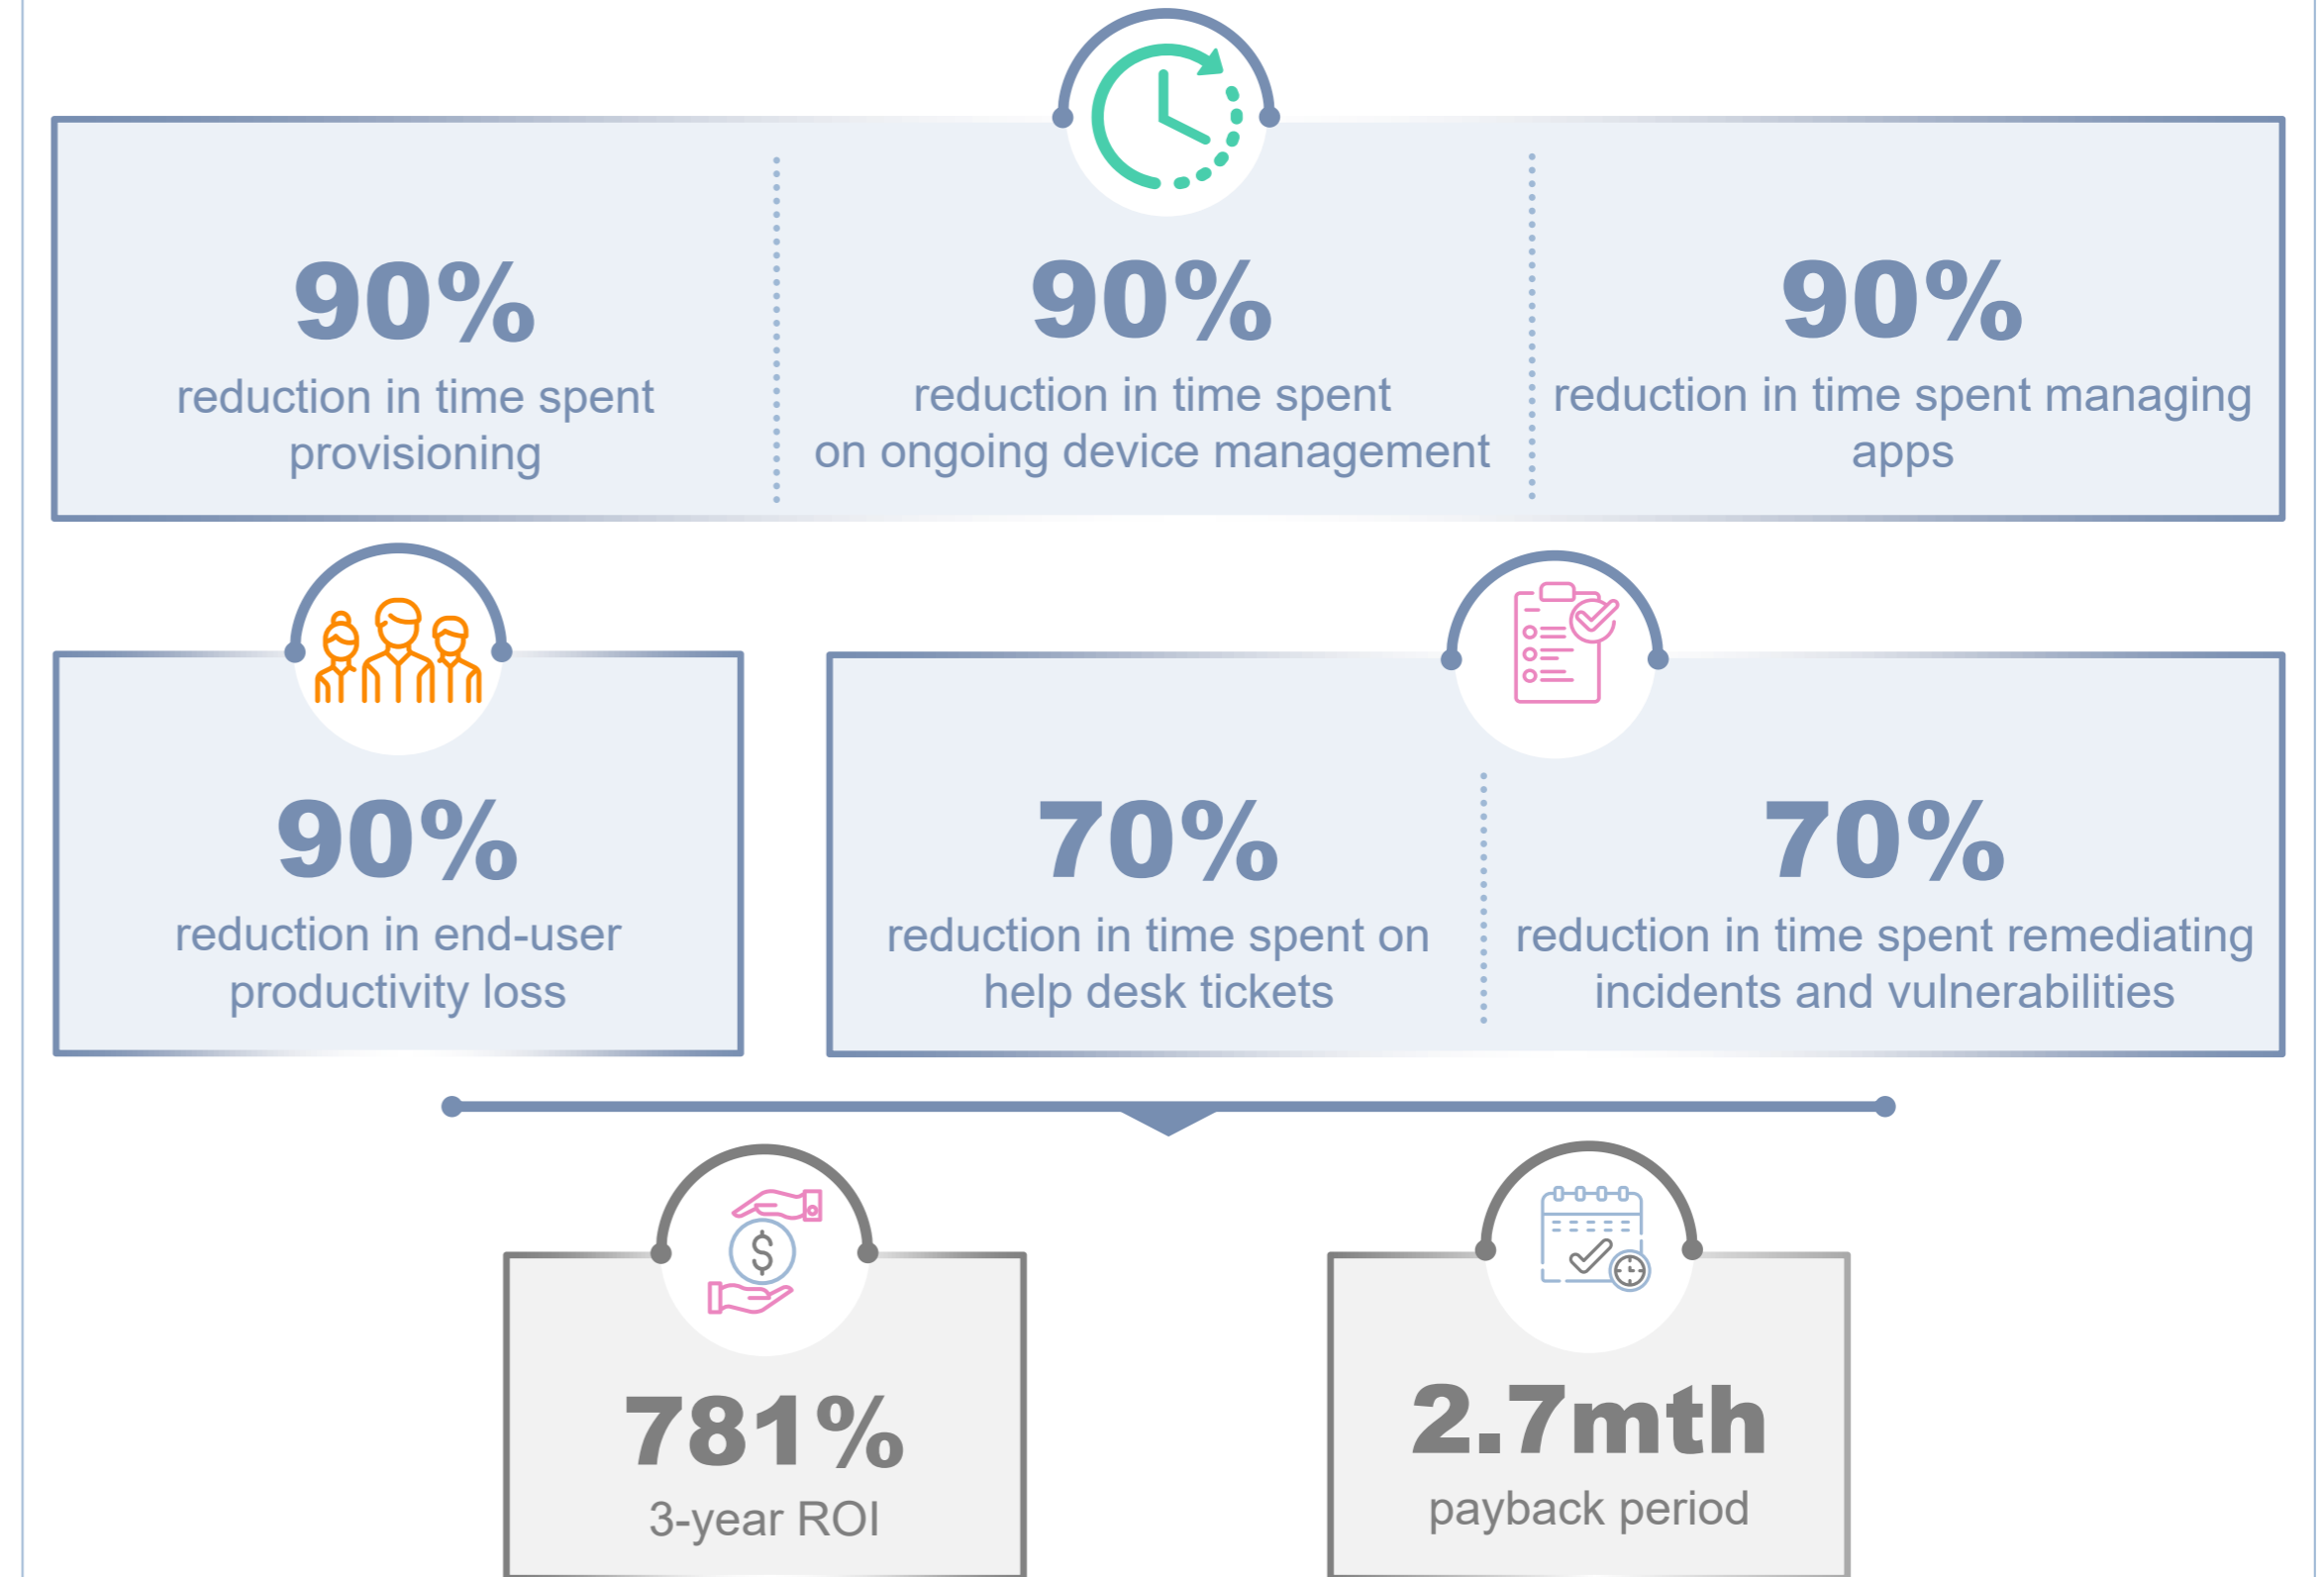 90%
reduction in time spent
provisioning
90%
reduction in time spent
on ongoing device management
90%
reduction in time spent managing
apps
90%
reduction in end-user
productivity loss
70%
reduction in time spent on
help desk tickets
70%
reduction in time spent remediating
incidents and vulnerabilities
$
781%
3-year ROI
2.7mth
payback period